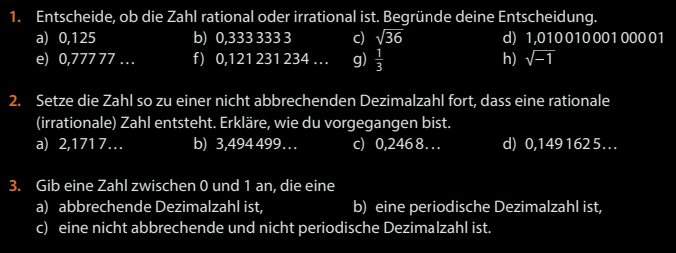 1. Entscheide, ob die Zahl rational oder irrational ist. Begründe deine Entscheidung.
a) 0,125 b) 0,3333333 c) √36 d) 1,01001000100001
e) 0,77777 … f) 0,121231234 … g) 1/3 h) √−1
2. Setze die Zahl so zu einer nicht abbrechenden Dezimalzahl fort, dass eine rationale
(irrationale) Zahl entsteht. Erkläre, wie du vorgegangen bist.
a) 2,1717… b) 3,494499… c) 0,2468… d) 0,1491625…
3. Gib eine Zahl zwischen 0 und 1 an, die eine
a) abbrechende Dezimalzahl ist, b) eine periodische Dezimalzahl ist,
c) eine nicht abbrechende und nicht periodische Dezimalzahl ist.